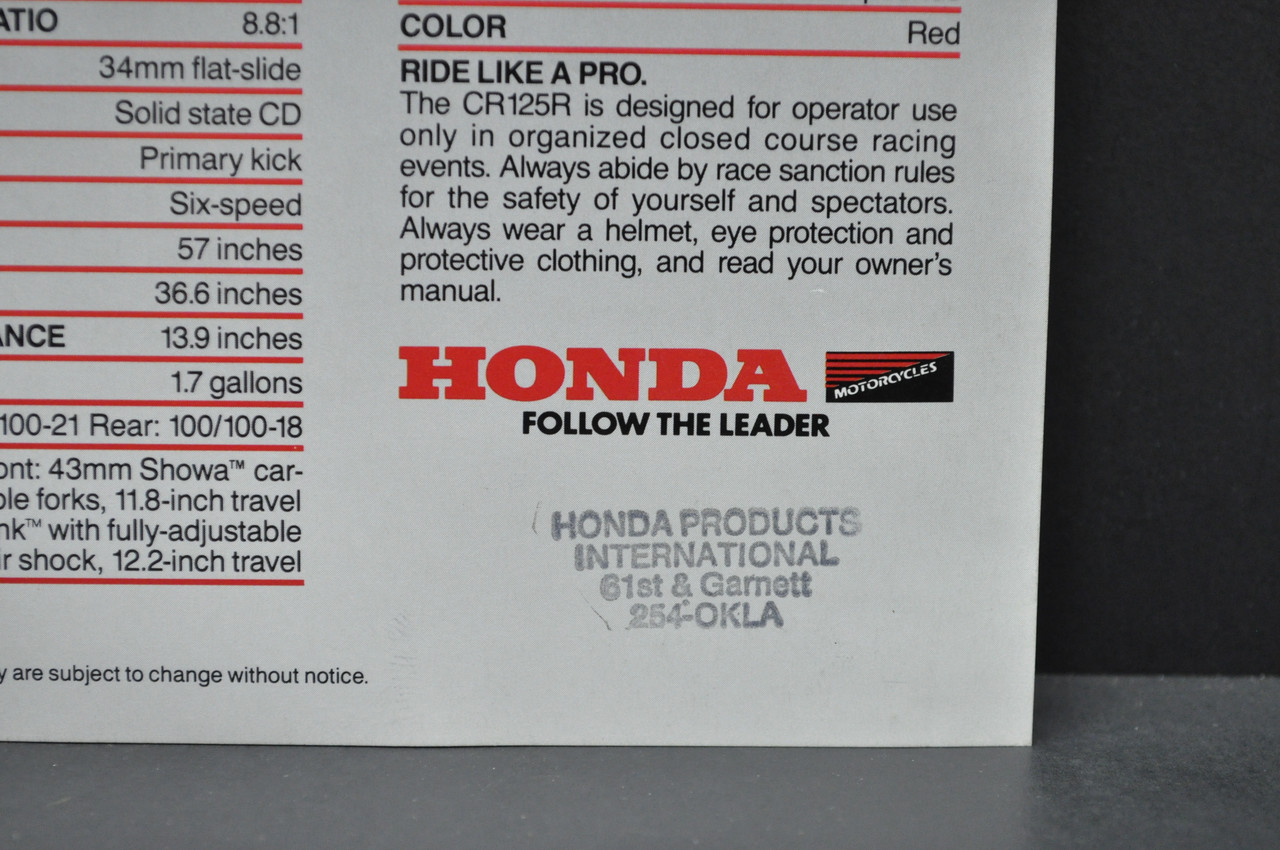 8.8:1
34mm flat-slide
Solid state CD
Primary kick
Six-speed
57 inches
36.6 inches
13.9 inches
1.7 gallons
100-21 Rear: 100/100-18
43mm Showa™ car-
forks, 11.8-inch travel
with fully-adjustable
shock, 12.2-inch travel
are subject to change without notice.
COLOR Red
RIDE LIKE A PRO.
The CR125R is designed for operator use
only in organized closed course racing
events. Always abide by race sanction rules
for the safety of yourself and spectators.
Always wear a helmet, eye protection and
protective clothing, and read your owner's
manual.
HONDA MOTORCYCLES
FOLLOW THE LEADER
HONDA PRODUCTS
INTERNATIONAL
61st & Garnett
254-OKLA